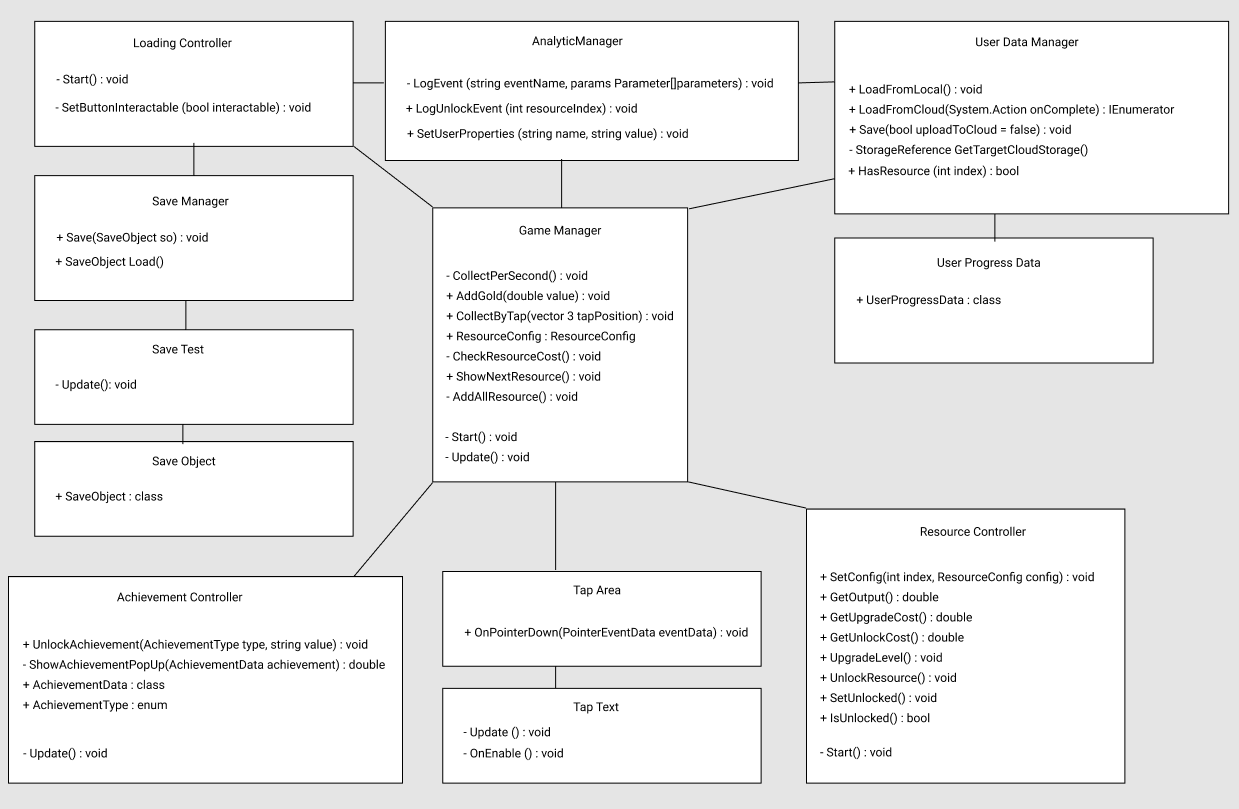 Loading Controller
- Start() : void
- SetButtonInteractable (bool interactable) : void
AnalyticManager
- LogEvent (string eventName, params Parameter[]parameters) : void
+ LogUnlockEvent (int resourceIndex) : void
+ SetUserProperties (string name, string value) : void
User Data Manager
+ LoadFromLocal() : void
+ LoadFromCloud(System.Action onComplete) : IEnumerator
+ Save(bool uploadToCloud = false) : void
- StorageReference GetTargetCloudStorage()
+ HasResource (int index) : bool
Save Manager
+ Save(SaveObject so) : void
+ SaveObject Load()
Game Manager
- CollectPerSecond() : void
+ AddGold(double value) : void
+ CollectByTap(vector 3 tapPosition) : void
+ ResourceConfig : ResourceConfig
- CheckResourceCost() : void
+ ShowNextResource() : void
- AddAllResource() : void
- Start() : void
- Update() : void
User Progress Data
+ UserProgressData : class
Save Test
- Update(): void
Save Object
+ SaveObject : class
Achievement Controller
+ UnlockAchievement(AchievementType type, string value) : void
- ShowAchievementPopUp(AchievementData achievement) : double
+ AchievementData : class
+ AchievementType : enum
- Update() : void
Tap Area
+ OnPointerDown(PointerEventData eventData) : void
Tap Text
- Update () : void
- OnEnable () : void
Resource Controller
+ SetConfig(int index, ResourceConfig config) : void
+ GetOutput() : double
+ GetUpgradeCost() : double
+ GetUnlockCost() : double
+ UpgradeLevel() : void
+ UnlockResource() : void
+ SetUnlocked() : void
+ IsUnlocked() : bool
- Start() : void